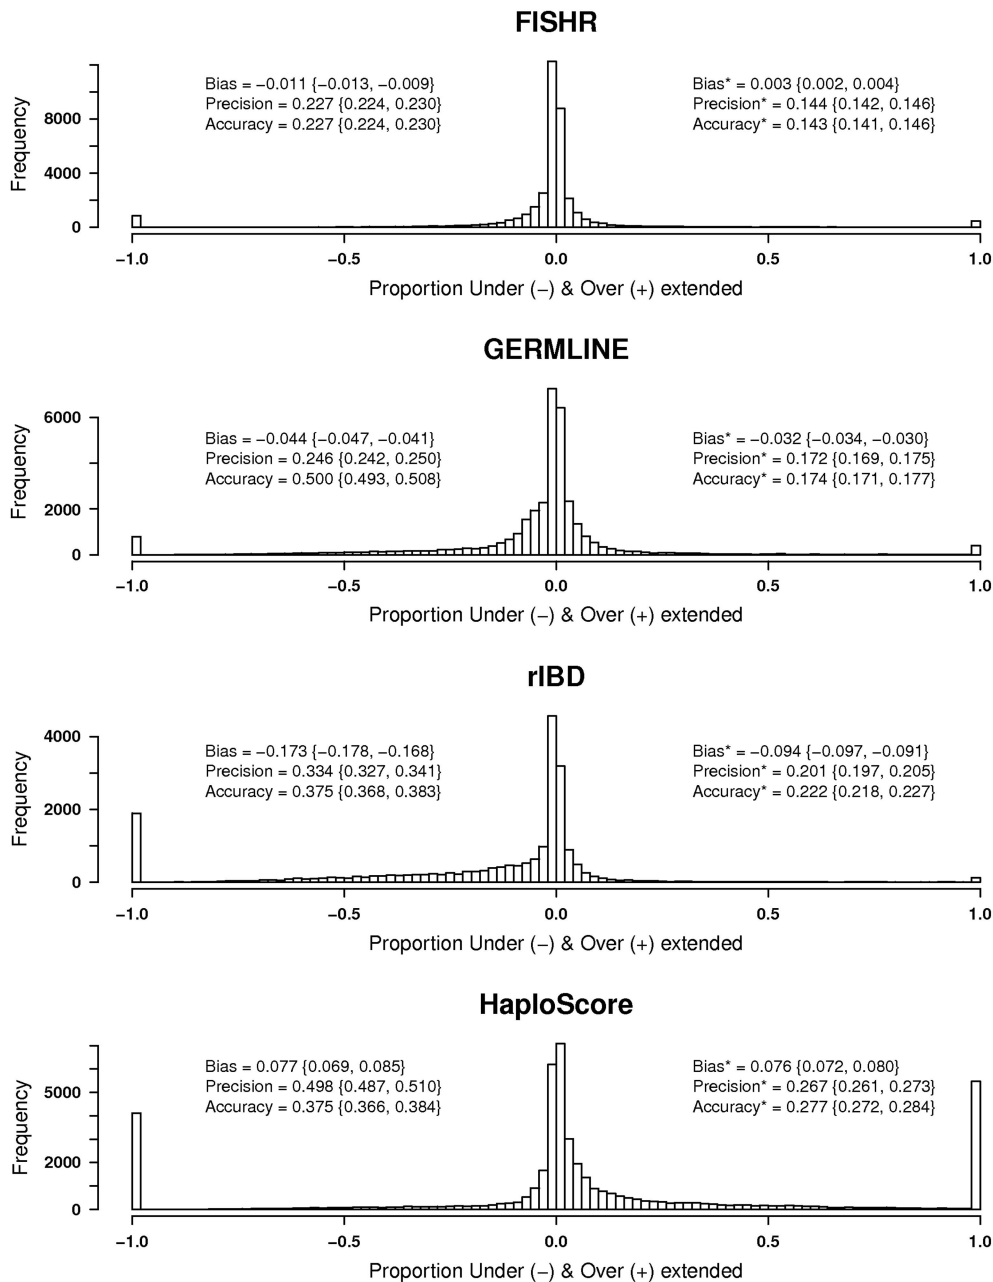 FISHR
Bias = −0.011 {−0.013, −0.009}
Precision = 0.227 {0.224, 0.230}
Accuracy = 0.227 {0.224, 0.230}
Bias* = 0.003 {0.002, 0.004}
Precision* = 0.144 {0.142, 0.146}
Accuracy* = 0.143 {0.141, 0.146}
Frequency
8000
4000
0
−1.0 −0.5 0.0 0.5 1.0
Proportion Under (−) & Over (+) extended
GERMLINE
Bias = −0.044 {−0.047, −0.041}
Precision = 0.246 {0.242, 0.250}
Accuracy = 0.500 {0.493, 0.508}
Bias* = −0.032 {−0.034, −0.030}
Precision* = 0.172 {0.169, 0.175}
Accuracy* = 0.174 {0.171, 0.177}
Frequency
6000
2000
0
−1.0 −0.5 0.0 0.5 1.0
Proportion Under (−) & Over (+) extended
rIBD
Bias = −0.173 {−0.178, −0.168}
Precision = 0.334 {0.327, 0.341}
Accuracy = 0.375 {0.368, 0.383}
Bias* = −0.094 {−0.097, −0.091}
Precision* = 0.201 {0.197, 0.205}
Accuracy* = 0.222 {0.218, 0.227}
Frequency
4000
2000
0
−1.0 −0.5 0.0 0.5 1.0
Proportion Under (−) & Over (+) extended
HaploScore
Bias = 0.077 {0.069, 0.085}
Precision = 0.498 {0.487, 0.510}
Accuracy = 0.375 {0.366, 0.384}
Bias* = 0.076 {0.072, 0.080}
Precision* = 0.267 {0.261, 0.273}
Accuracy* = 0.277 {0.272, 0.284}
Frequency
5000
2000
0
−1.0 −0.5 0.0 0.5 1.0
Proportion Under (−) & Over (+) extended